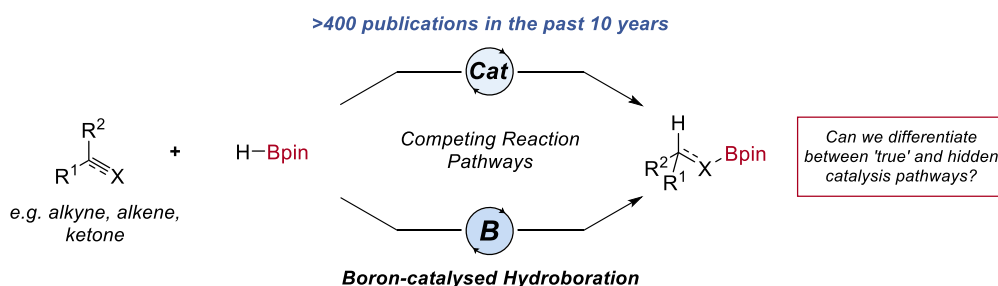 >400 publications in the past 10 years
Cat
R²
R¹
X
+
H–Bpin
Competing Reaction
Pathways
H
R²
R¹
X
Bpin
Can we differentiate
between 'true' and hidden
catalysis pathways?
e.g. alkyne, alkene,
ketone
B
Boron-catalysed Hydroboration